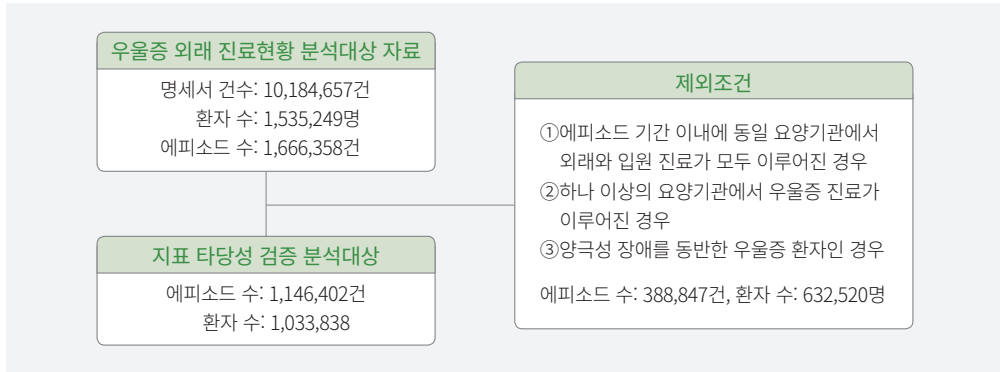 우울증 외래 진료현황 분석대상 자료
명세서 건수: 10,184,657건
환자 수: 1,535,249명
에피소드 수: 1,666,358건
제외조건
①에피소드 기간 이내에 동일 요양기관에서
외래와 입원 진료가 모두 이루어진 경우
②하나 이상의 요양기관에서 우울증 진료가
이루어진 경우
③양극성 장애를 동반한 우울증 환자인 경우
에피소드 수: 388,847건, 환자 수: 632,520명
지표 타당성 검증 분석대상
에피소드 수: 1,146,402건
환자 수: 1,033,838